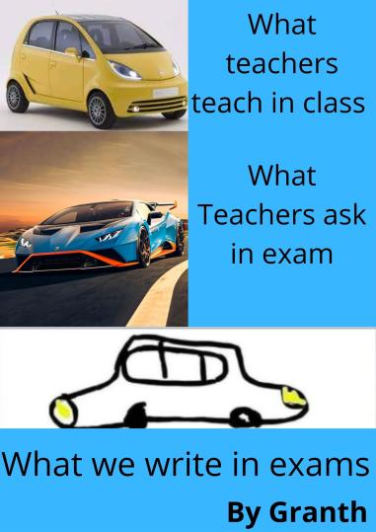 What
teachers
teach in class
What
Teachers ask
in exam
What we write in exams
By Granth